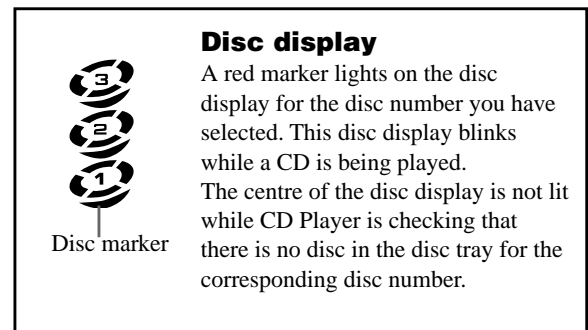 Disc display
A red marker lights on the disc
display for the disc number you have
selected. This disc display blinks
while a CD is being played.
The centre of the disc display is not lit
while CD Player is checking that
there is no disc in the disc tray for the
corresponding disc number.
3
2
1
Disc marker